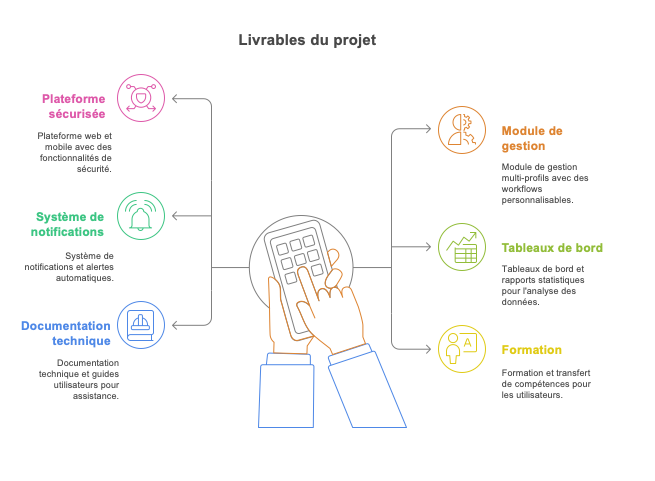 Livrables du projet
Plateforme
sécurisée
Plateforme web et
mobile avec des
fonctionnalités de
sécurité.
Système de
notifications
Système de
notifications et alertes
automatiques.
Documentation
technique
Documentation
technique et guides
utilisateurs pour
assistance.
Module de
gestion
Module de gestion
multi-profils avec des
workflows
personnalisables.
Tableaux de bord
Tableaux de bord et
rapports statistiques
pour l'analyse des
données.
A
Formation
Formation et transfert
de compétences pour
les utilisateurs.